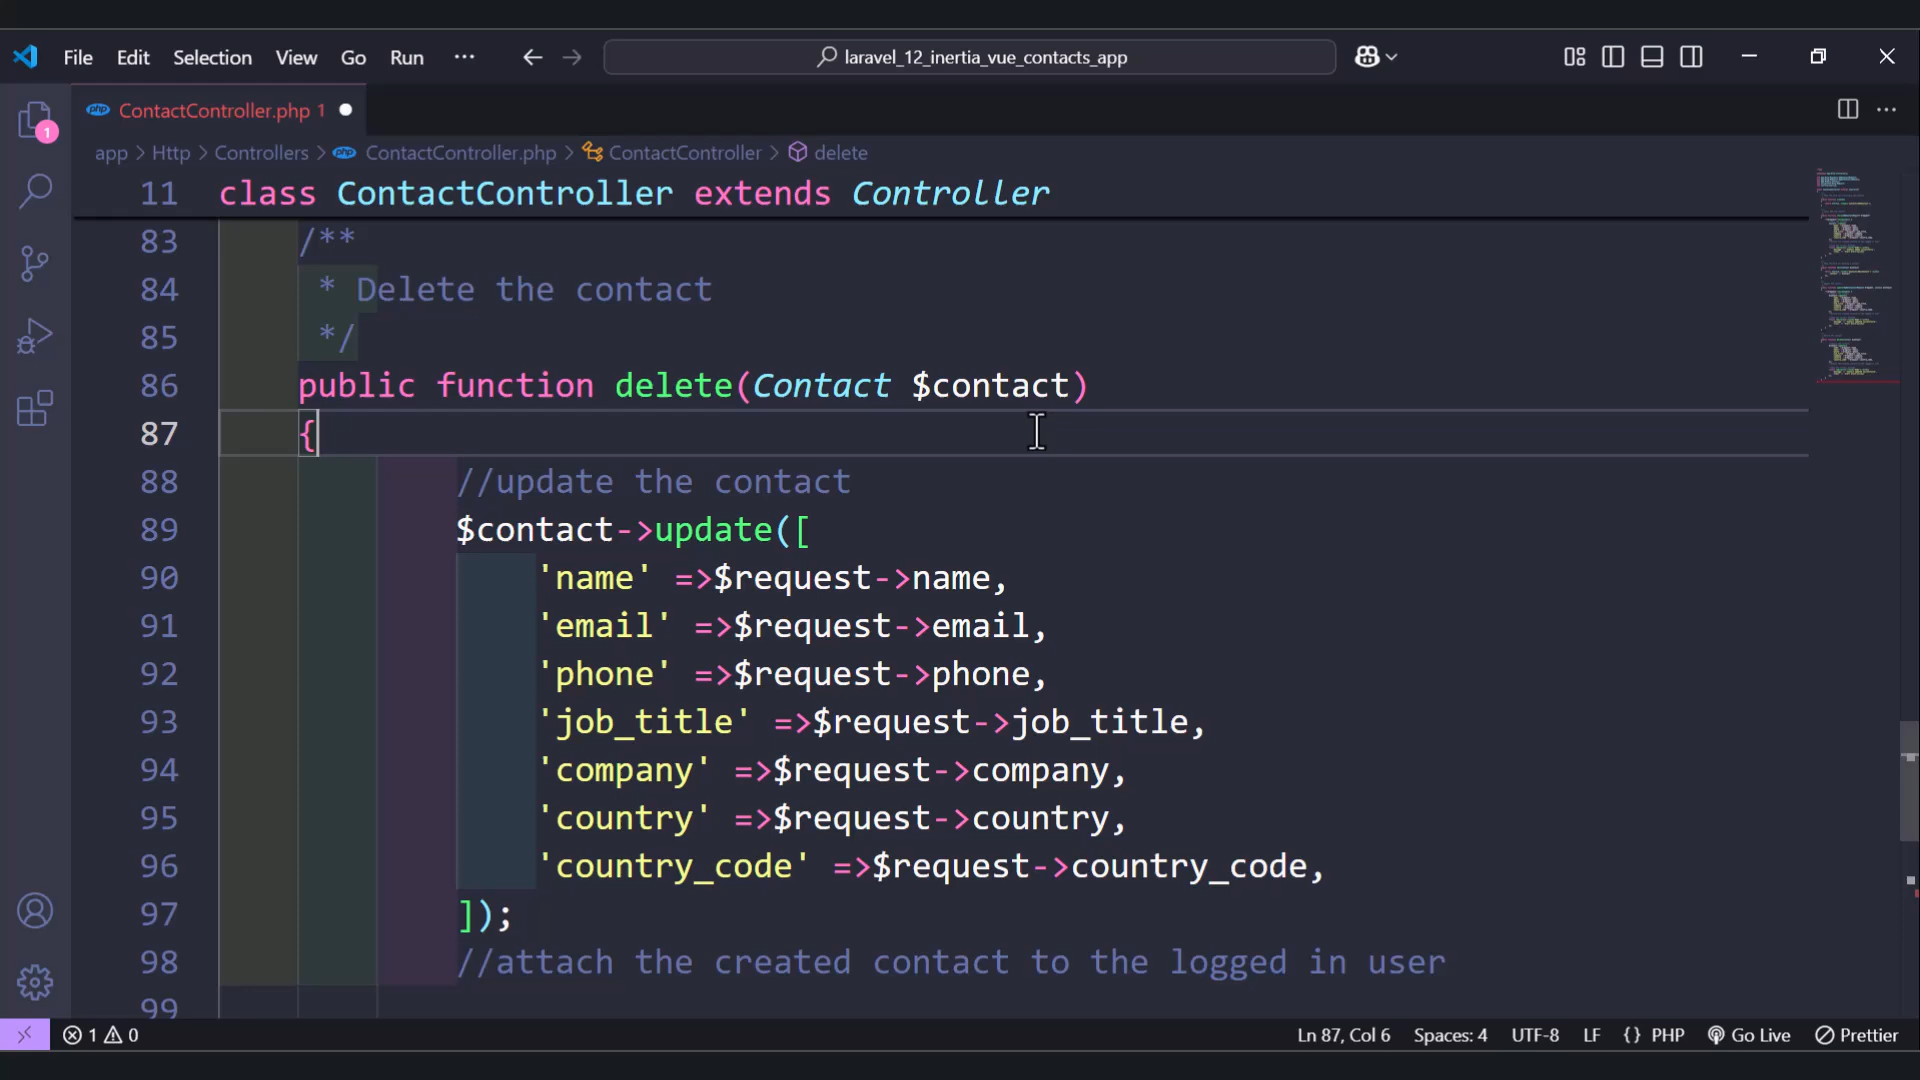 File Edit Selection View Go Run ··· laravel_12_inertia_vue_contacts_app
ContactController.php 1
app > Http > Controllers > ContactController.php > ContactController > delete
11 class ContactController extends Controller
83 /**
84 * Delete the contact
85 */
86 public function delete(Contact $contact)
87 {
88 //update the contact
89 $contact->update([
90 'name' =>$request->name,
91 'email' =>$request->email,
92 'phone' =>$request->phone,
93 'job_title' =>$request->job_title,
94 'company' =>$request->company,
95 'country' =>$request->country,
96 'country_code' =>$request->country_code,
97 ]);
98 //attach the created contact to the logged in user
99
1 0 Ln 87, Col 6 Spaces: 4 UTF-8 LF {} PHP Go Live Prettier